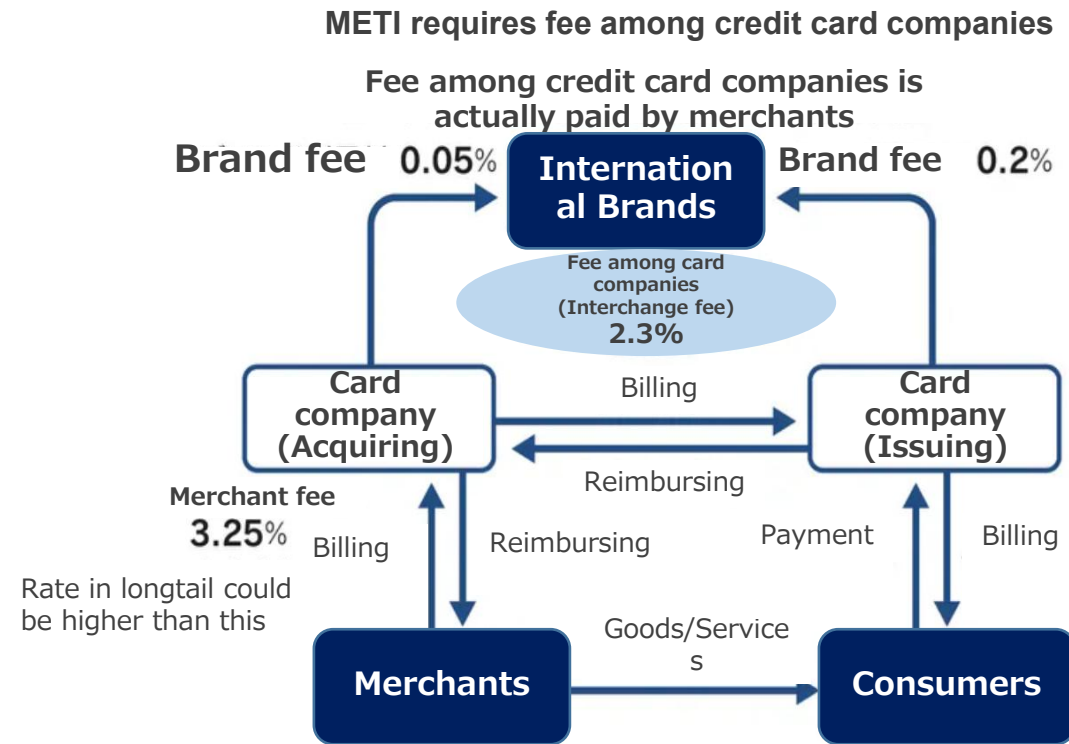 METI requires fee among credit card companies
Fee among credit card companies is
actually paid by merchants
Brand fee 0.05%
Internation
al Brands
Brand fee 0.2%
Fee among card
companies
(Interchange fee)
2.3%
Card
company
(Acquiring)
Billing
Card
company
(Issuing)
Reimbursing
Merchant fee
3.25%
Billing
Reimbursing
Payment
Billing
Rate in longtail could
be higher than this
Goods/Service
s
Merchants
Consumers